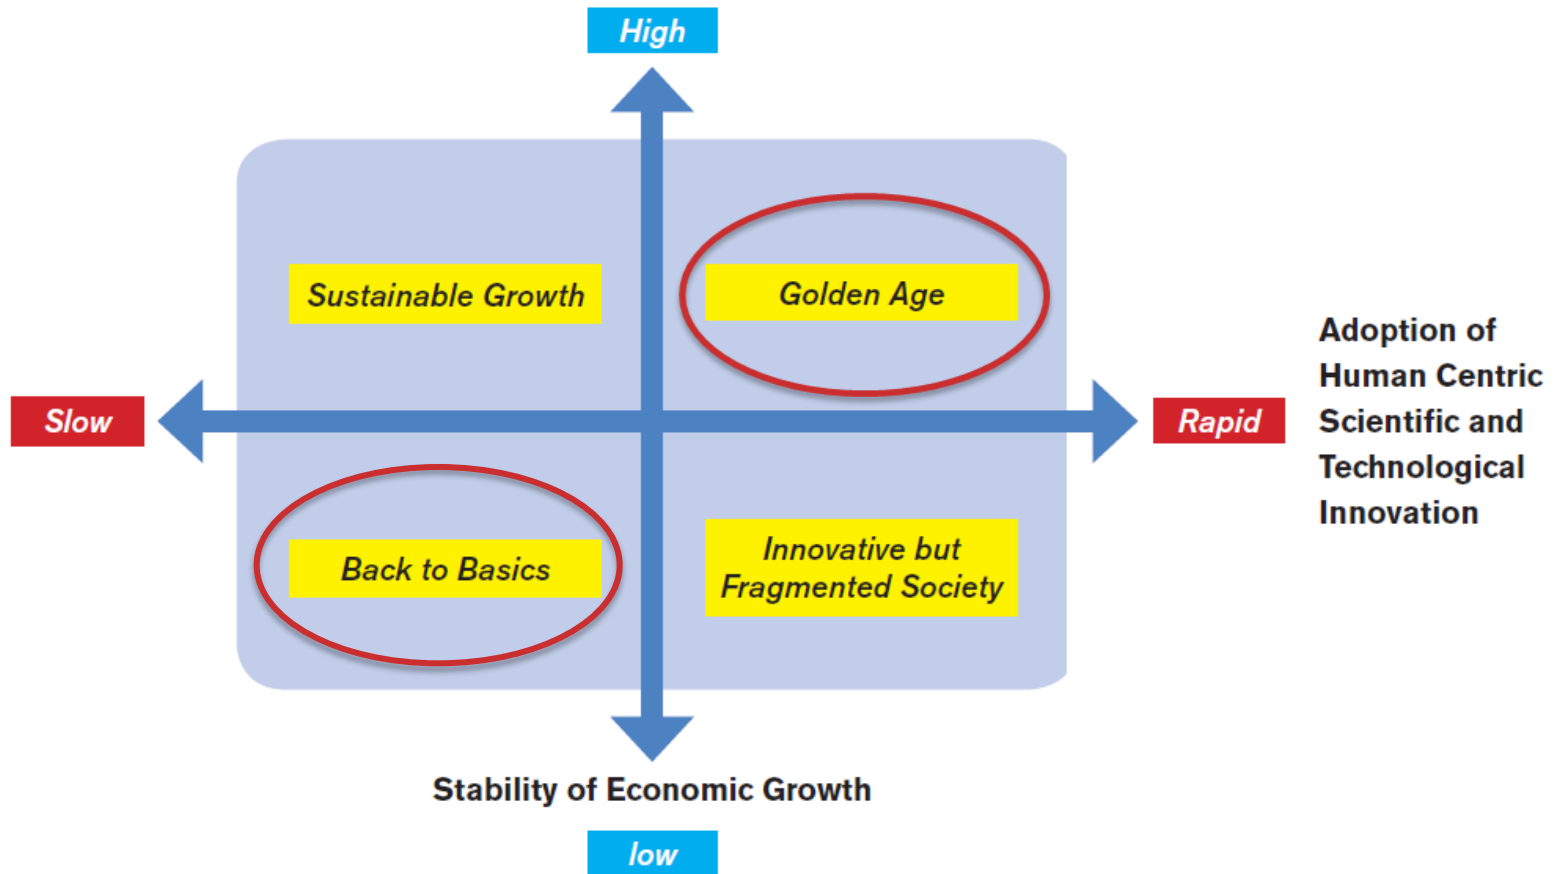 High
Sustainable Growth
Golden Age
Slow
Rapid
Adoption of
Human Centric
Scientific and
Technological
Innovation
Back to Basics
Innovative but
Fragmented Society
Stability of Economic Growth
low